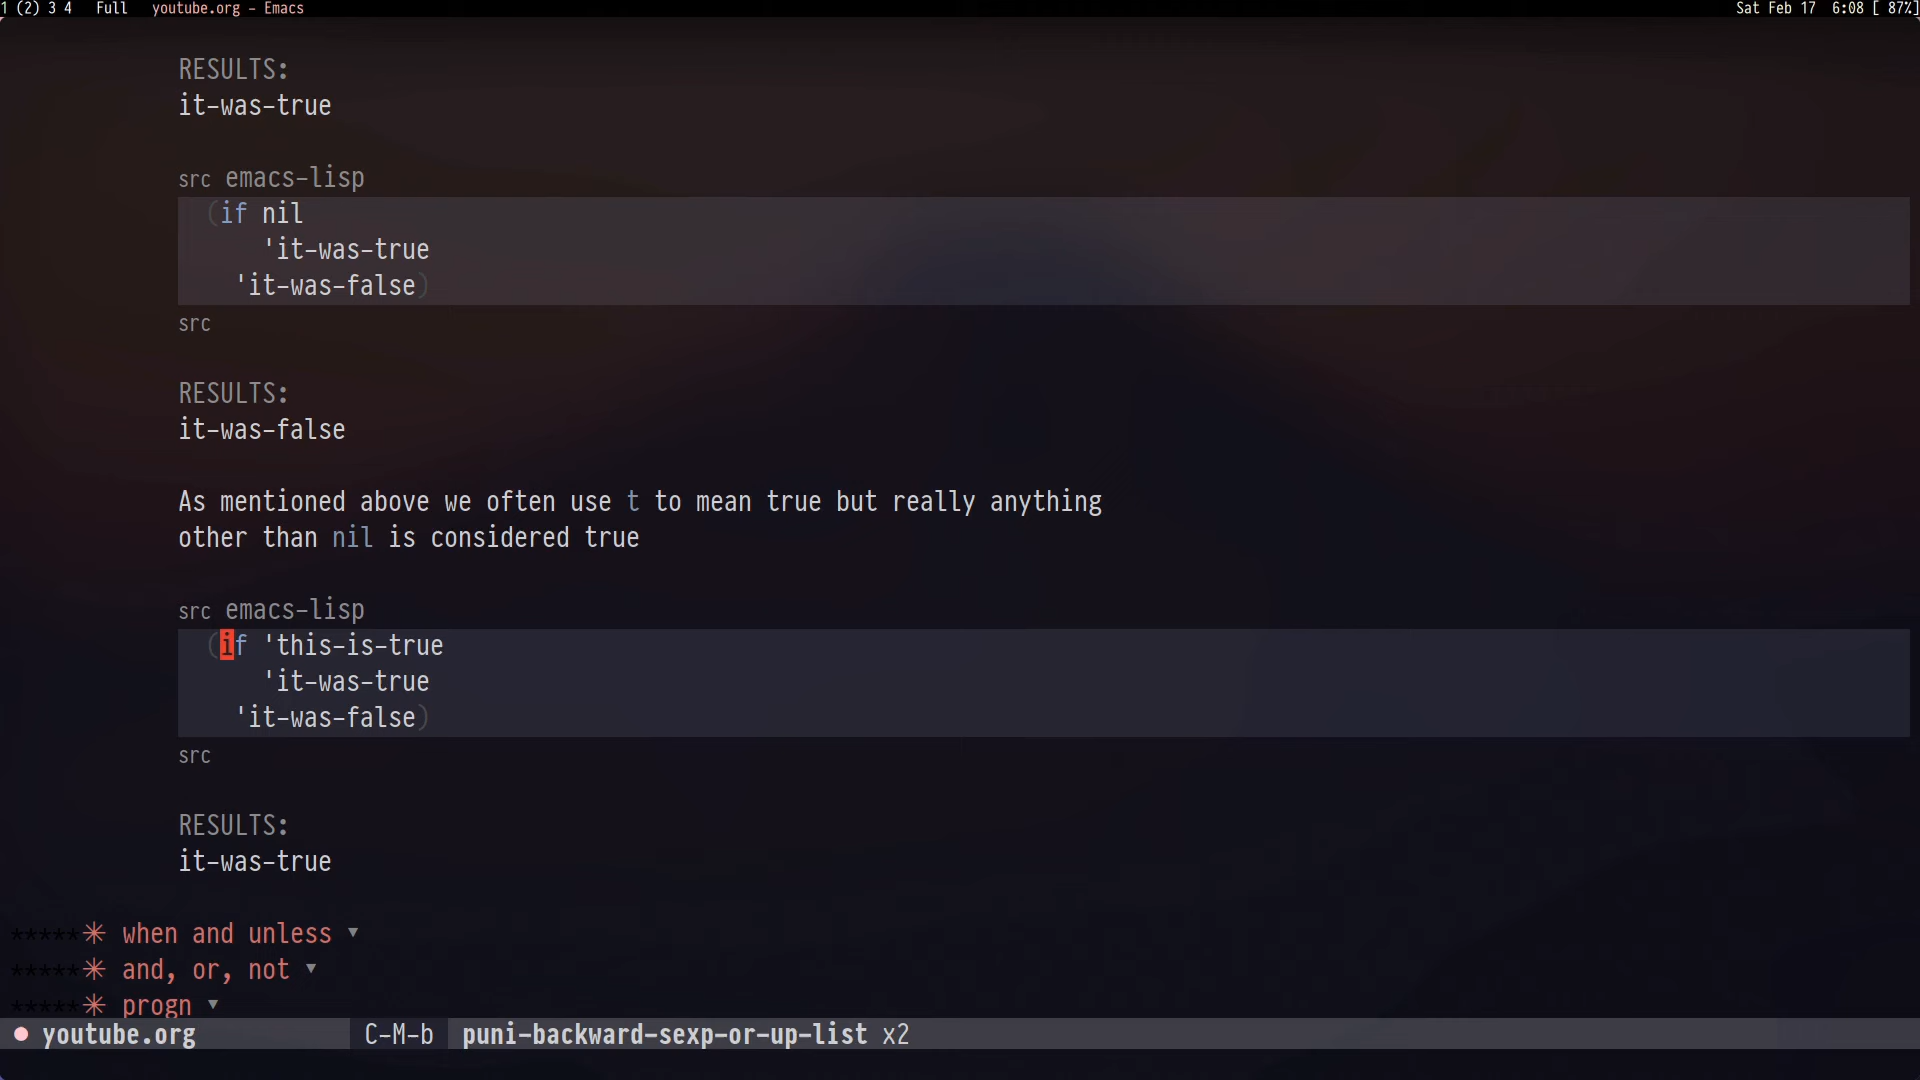 1 (2) 3 4 Full youtube.org - Emacs Sat Feb 17 6:08 [ 87%]
RESULTS:
it-was-true
src emacs-lisp
(if nil
'it-was-true
'it-was-false)
src
RESULTS:
it-was-false
As mentioned above we often use t to mean true but really anything
other than nil is considered true
src emacs-lisp
(if 'this-is-true
'it-was-true
'it-was-false)
src
RESULTS:
it-was-true
*****✳ when and unless ▾
*****✳ and, or, not ▾
*****✳ progn ▾
● youtube.org C-M-b puni-backward-sexp-or-up-list x2